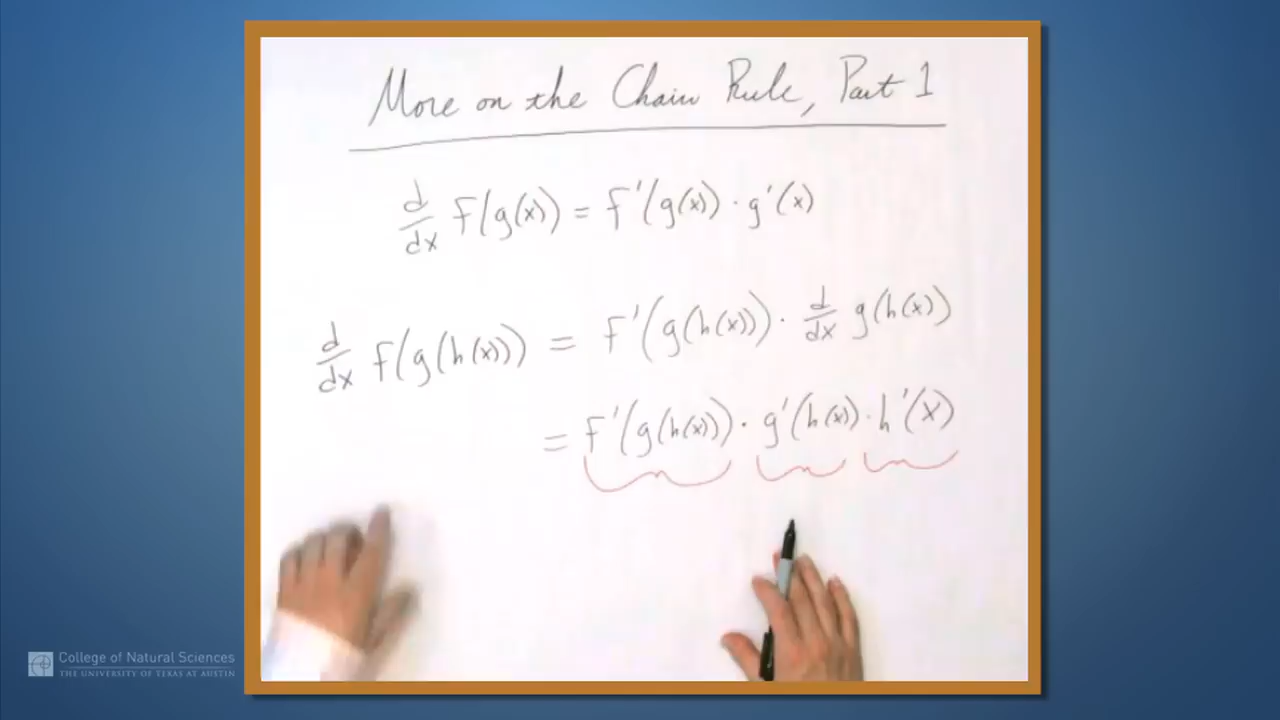 More on the Chain Rule, Part 1
d/dx f(g(x)) = f'(g(x)) · g'(x)
d/dx f(g(h(x))) = f'(g(h(x))) · d/dx g(h(x))
= f'(g(h(x))) · g'(h(x)) · h'(x)
College of Natural Sciences
THE UNIVERSITY OF TEXAS AT AUSTIN